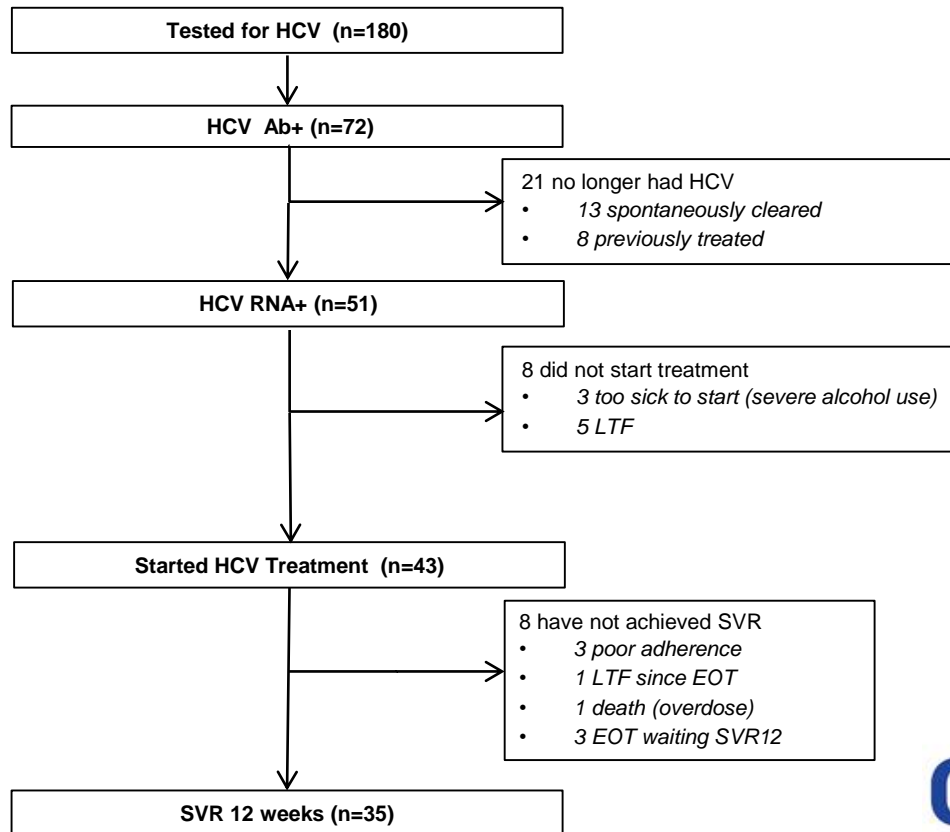 Tested for HCV (n=180)
HCV Ab+ (n=72)
21 no longer had HCV
• 13 spontaneously cleared
• 8 previously treated
HCV RNA+ (n=51)
8 did not start treatment
• 3 too sick to start (severe alcohol use)
• 5 LTF
Started HCV Treatment (n=43)
8 have not achieved SVR
• 3 poor adherence
• 1 LTF since EOT
• 1 death (overdose)
• 3 EOT waiting SVR12
SVR 12 weeks (n=35)